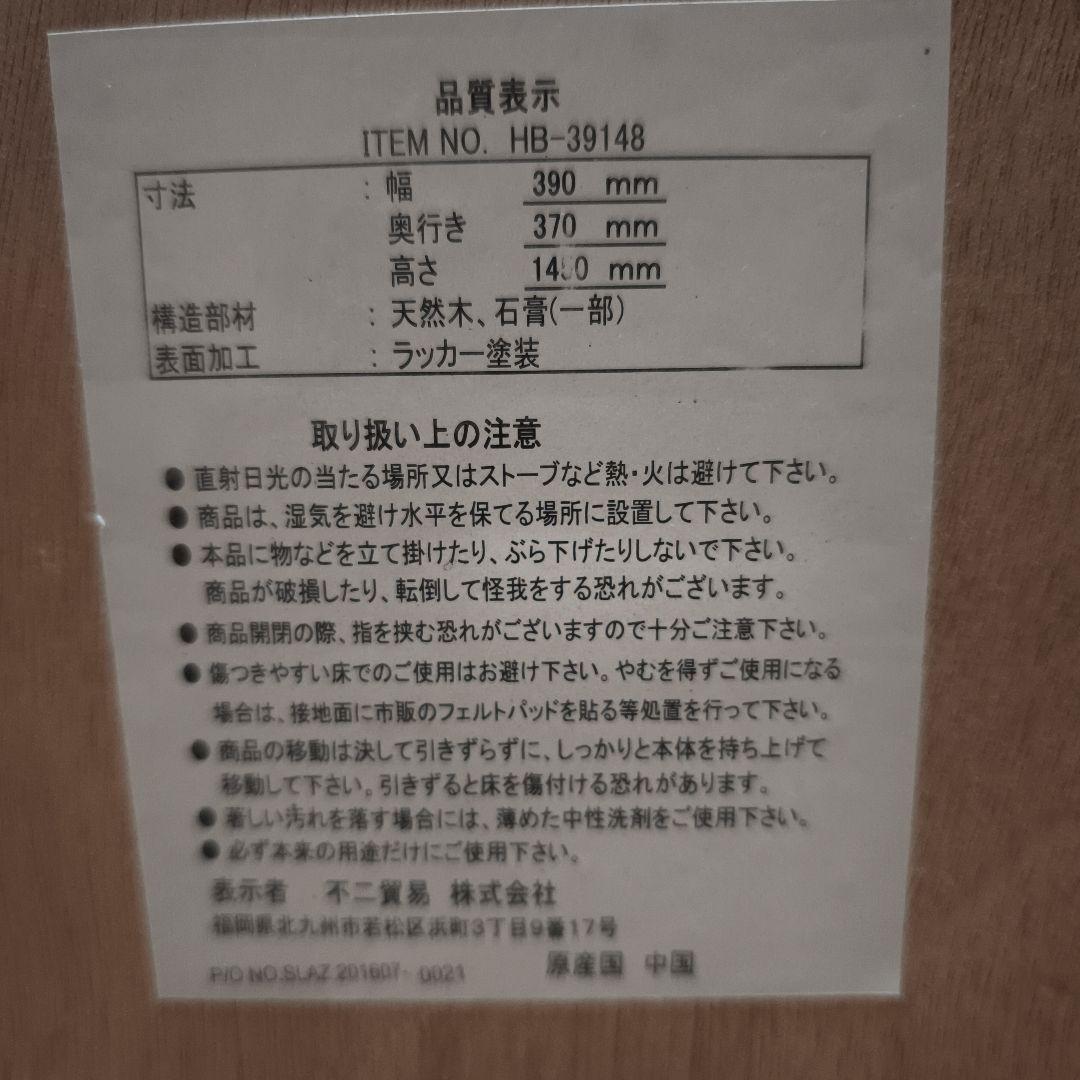 品質表示
ITEM NO. HB-39148
寸法 : 幅 390 mm
奥行き 370 mm
高さ mm
構造部材 : 天然木、石膏(一部)
表面加工 : ラッカー塗装
取り扱い上の注意
● 直射日光の当たる場所又はストーブなど熱・火は避けて下さい。
● 商品は、湿気を避け水平を保てる場所に設置して下さい。
● 本品に物などを立て掛けたり、ぶら下げたりしないで下さい。
商品が破損したり、転倒して怪我をする恐れがございます。
● 商品開閉の際、指を挟む恐れがございますので十分ご注意下さい。
● 傷つきやすい床でのご使用はお避け下さい。やむを得ずご使用になる
場合は、接地面に市販のフェルトパッドを貼る等処置を行って下さい。
● 商品の移動は決して引きずらずに、しっかりと本体を持ち上げて
移動して下さい。引きずると床を傷付ける恐れがあります。
● 著しい汚れを落す場合には、薄めた中性洗剤をご使用下さい。
● 必ず本来の用途だけにご使用下さい。
表示者 不二貿易 株式会社
福岡県北九州市若松区浜町3丁目9番17号
P/O NO.SLAZ 201607- 0021 原産国 中国